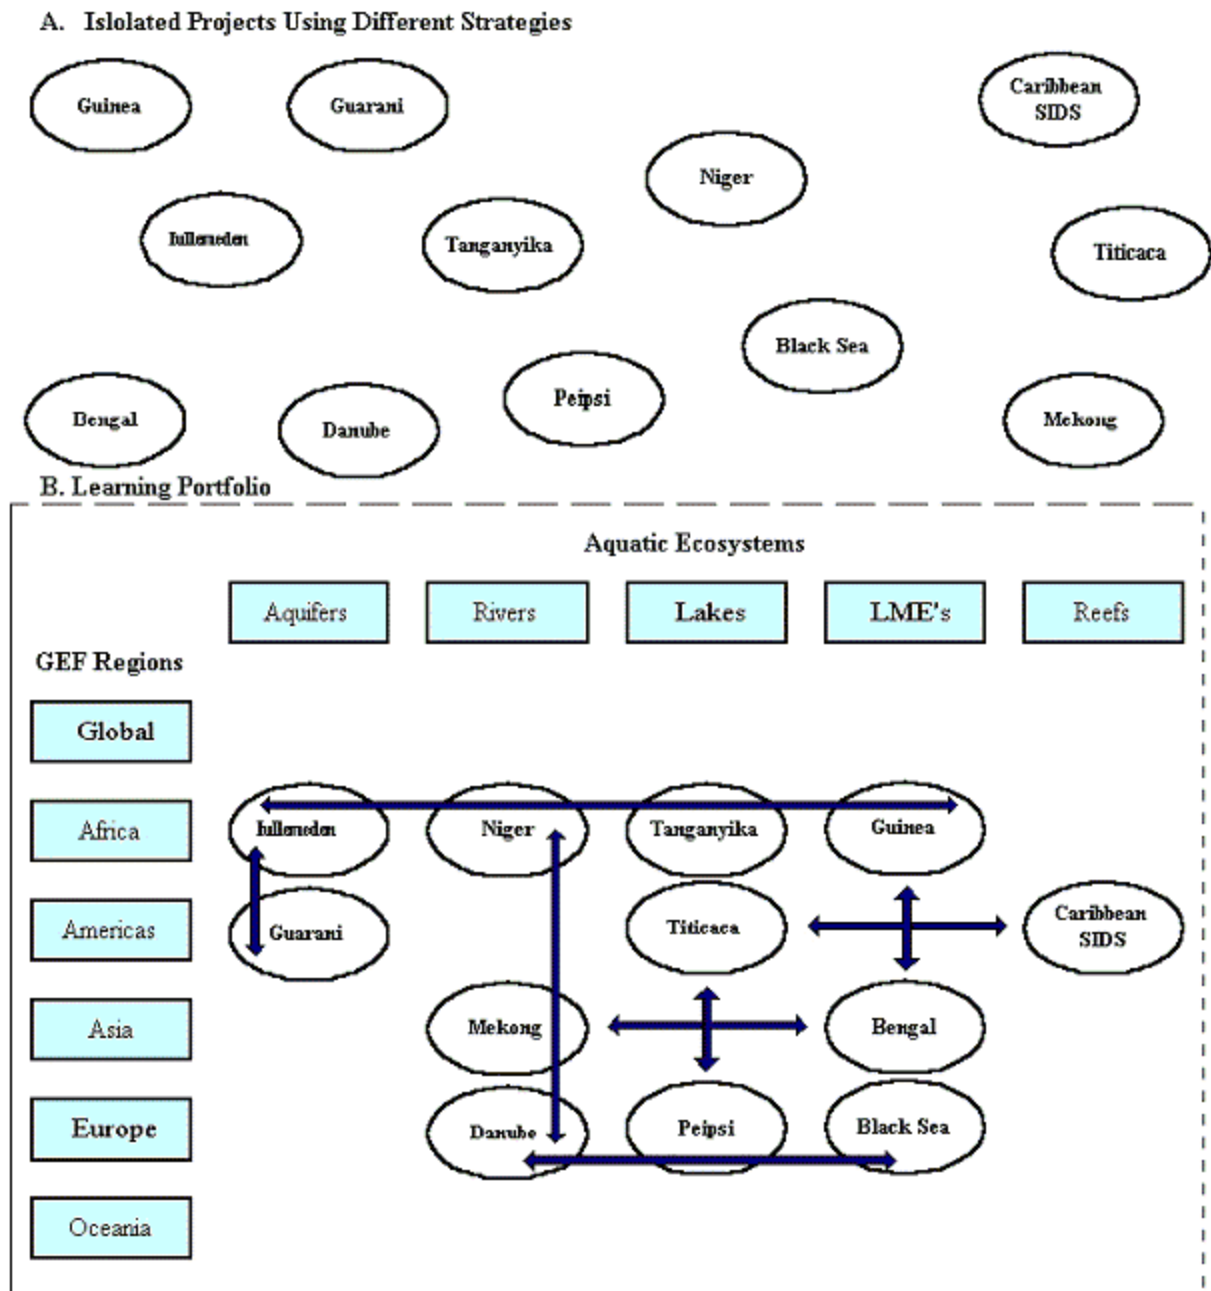 A. Islolated Projects Using Different Strategies
Guinea
Guarani
Caribbean
SIDS
Niger
Iullemeden
Tanganyika
Titicaca
Black Sea
Peipsi
Bengal
Danube
Mekong
B. Learning Portfolio
Aquatic Ecosystems
Aquifers
Rivers
Lakes
LME's
Reefs
GEF Regions
Global
Africa
Iullemeden
Niger
Tanganyika
Guinea
Americas
Guarani
Titicaca
Caribbean
SIDS
Asia
Mekong
Bengal
Europe
Danube
Peipsi
Black Sea
Oceania